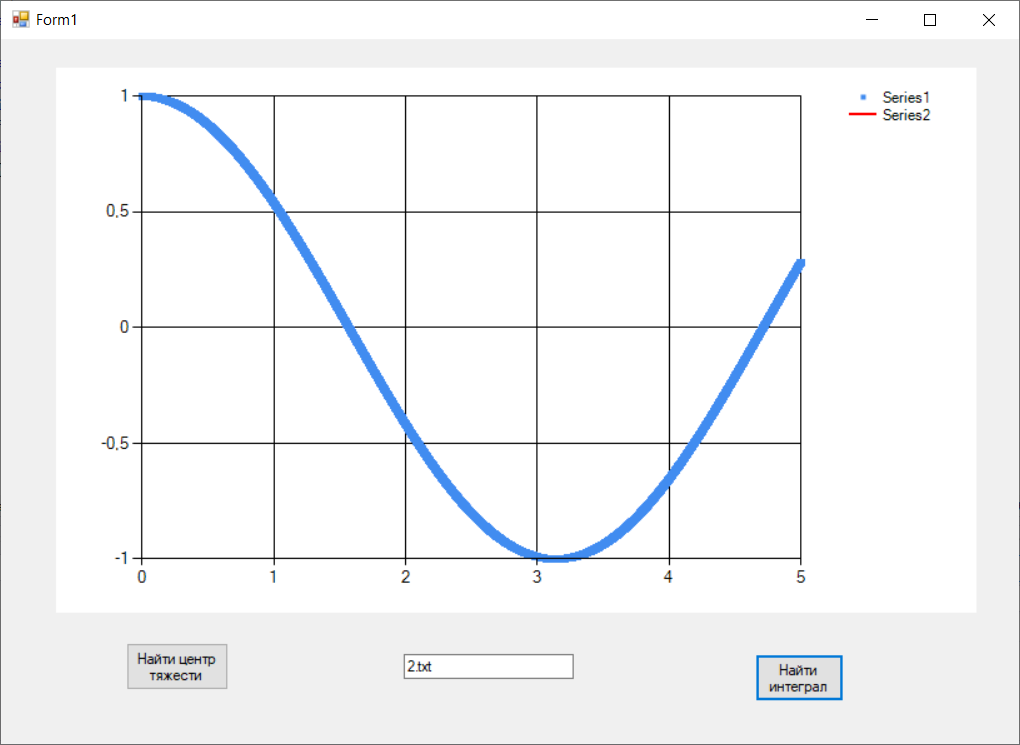 Form1
1
0,5
0
-0,5
-1
0 1 2 3 4 5
Series1
Series2
Найти центр
тяжести
2.txt
Найти
интеграл